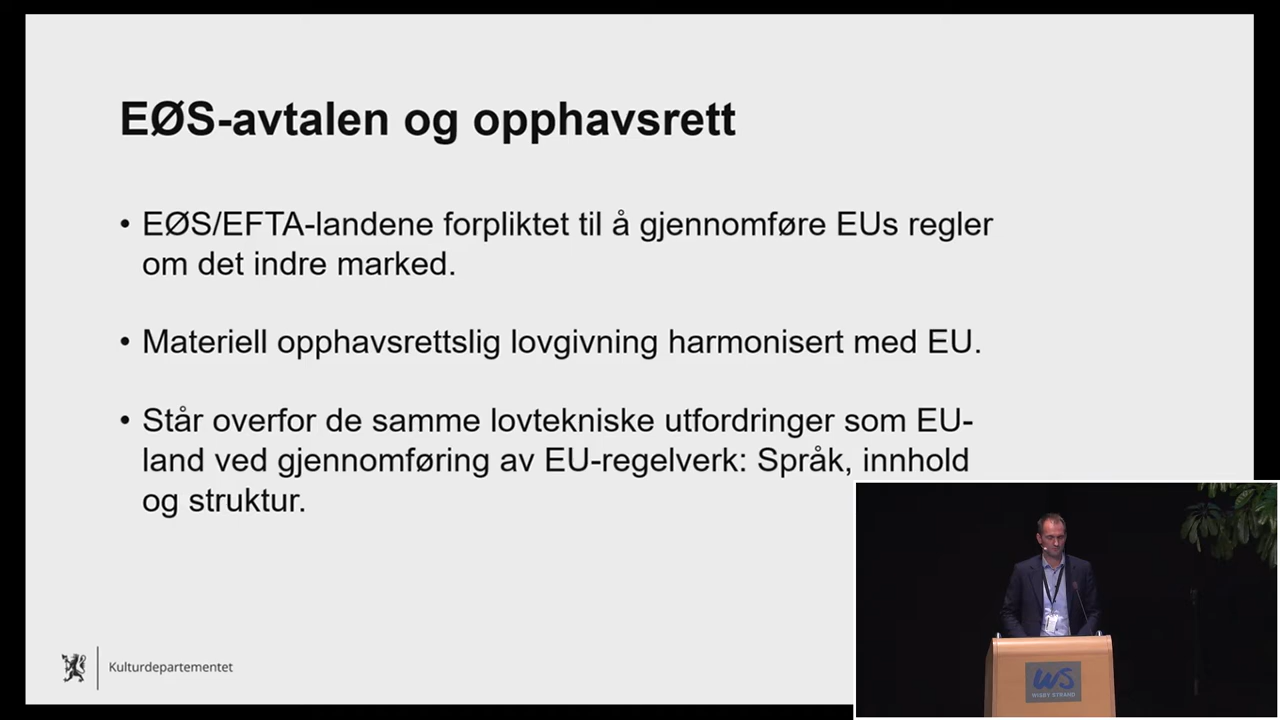 EØS-avtalen og opphavsrett
• EØS/EFTA-landene forpliktet til å gjennomføre EUs regler
om det indre marked.
• Materiell opphavsrettslig lovgivning harmonisert med EU.
• Står overfor de samme lovtekniske utfordringer som EU-
land ved gjennomføring av EU-regelverk: Språk, innhold
og struktur.
Kulturdepartementet
WS
WISBY STRAND